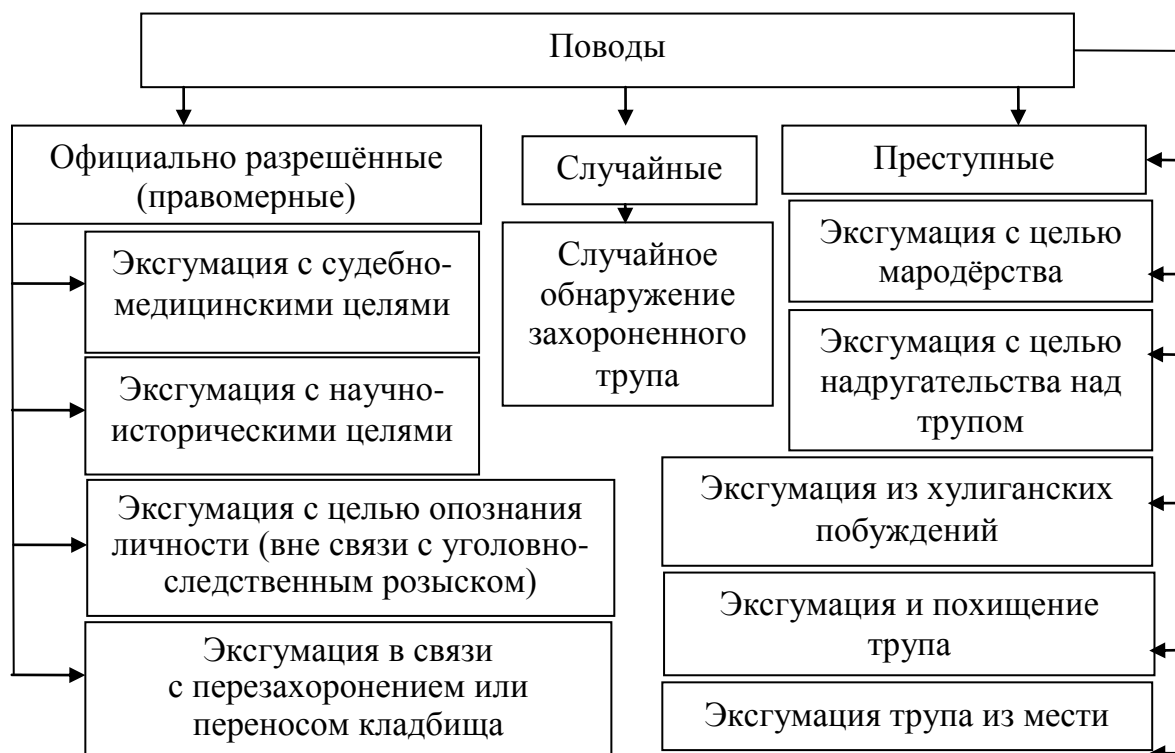 Поводы
Официально разрешённые
(правомерные)
Эксгумация с судебно-
медицинскими целями
Эксгумация с научно-
историческими целями
Эксгумация с целью опознания
личности (вне связи с уголовно-
следственным розыском)
Эксгумация в связи
с перезахоронением или
переносом кладбища
Случайные
Случайное
обнаружение
захороненного
трупа
Преступные
Эксгумация с целью
мародёрства
Эксгумация с целью
надругательства над
трупом
Эксгумация из хулиганских
побуждений
Эксгумация и похищение
трупа
Эксгумация трупа из мести